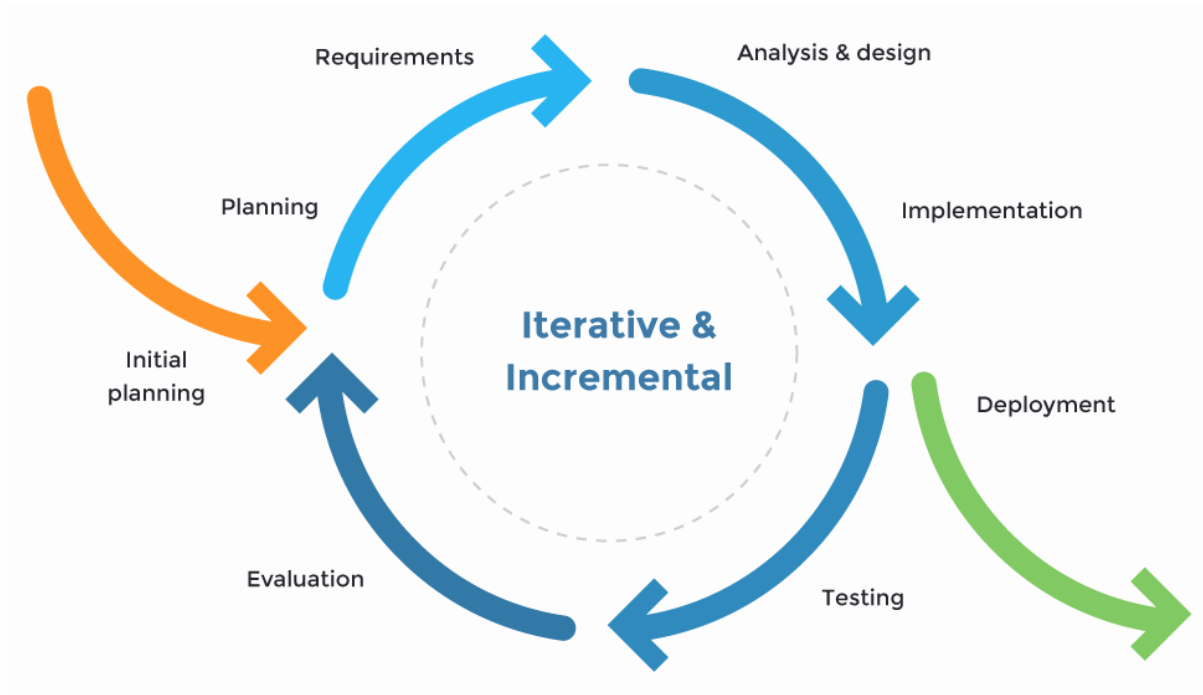 Requirements
Analysis & design
Planning
Implementation
Iterative &
Incremental
Initial
planning
Deployment
Evaluation
Testing